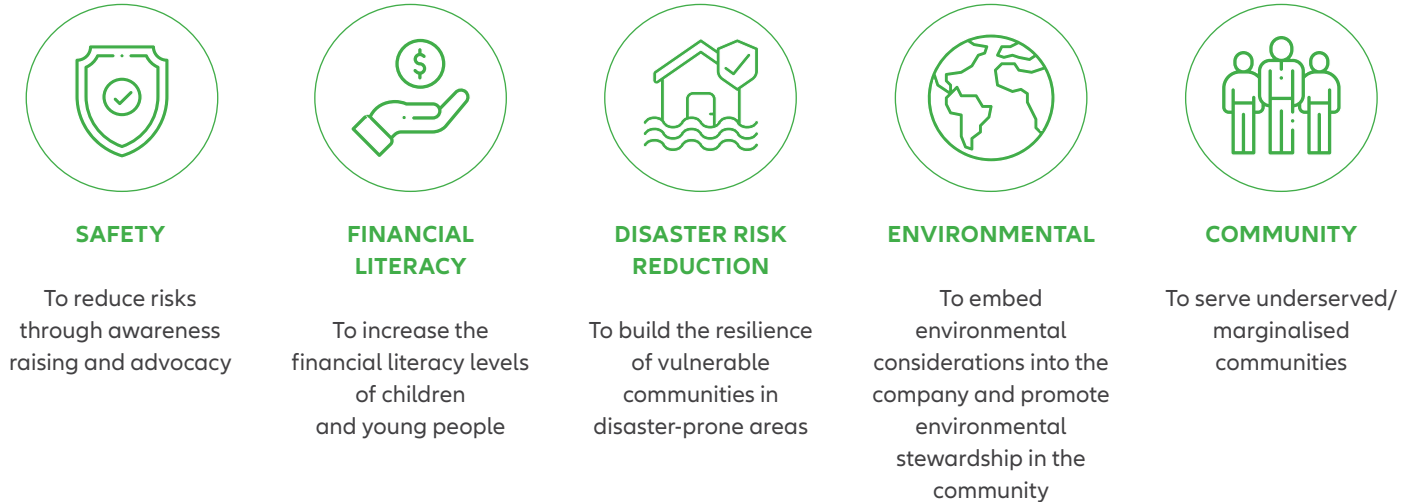 SAFETY
To reduce risks
through awareness
raising and advocacy
FINANCIAL
LITERACY
To increase the
financial literacy levels
of children
and young people
DISASTER RISK
REDUCTION
To build the resilience
of vulnerable
communities in
disaster-prone areas
ENVIRONMENTAL
To embed
environmental
considerations into the
company and promote
environmental
stewardship in the
community
COMMUNITY
To serve underserved/
marginalised
communities